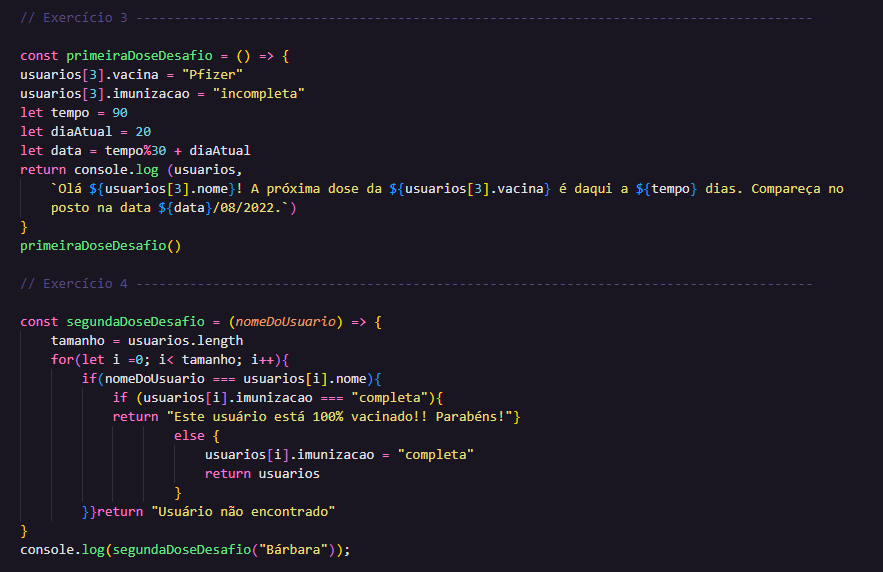 // Exercício 3 ----------------------------------------------------------------------------------------
const primeiraDoseDesafio = () => {
usuarios[3].vacina = "Pfizer"
usuarios[3].imunizacao = "incompleta"
let tempo = 90
let diaAtual = 20
let data = tempo%30 + diaAtual
return console.log (usuarios,
`Olá ${usuarios[3].nome}! A próxima dose da ${usuarios[3].vacina} é daqui a ${tempo} dias. Compareça no
posto na data ${data}/08/2022.`)
}
primeiraDoseDesafio()
// Exercício 4 ----------------------------------------------------------------------------------------
const segundaDoseDesafio = (nomeDoUsuario) => {
tamanho = usuarios.length
for(let i =0; i< tamanho; i++){
if(nomeDoUsuario === usuarios[i].nome){
if (usuarios[i].imunizacao === "completa"){
return "Este usuário está 100% vacinado!! Parabéns!"}
else {
usuarios[i].imunizacao = "completa"
return usuarios
}
}}return "Usuário não encontrado"
}
console.log(segundaDoseDesafio("Bárbara"));